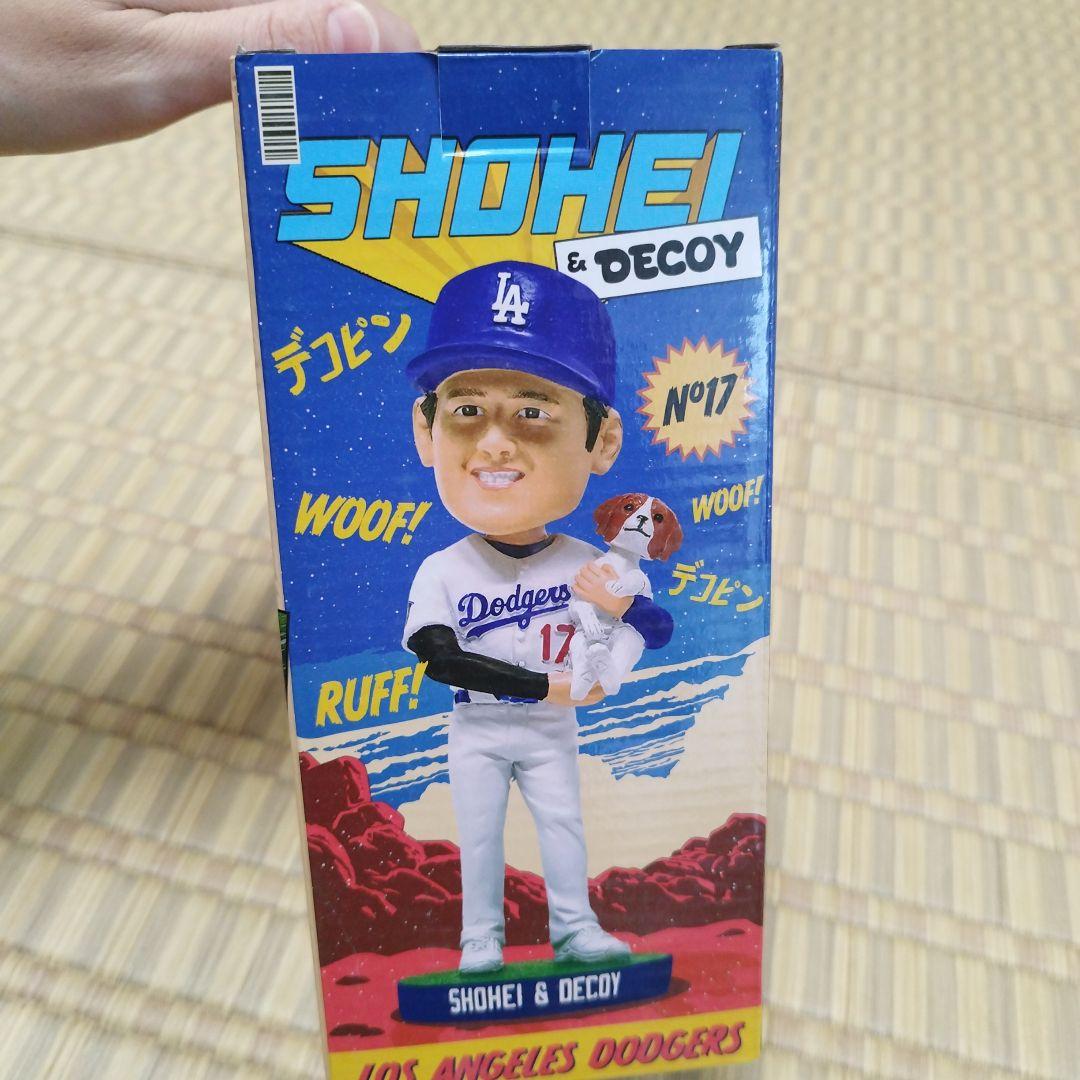 SHOHEI
& DECOY
LA
デコピン
Nº17
WOOF!
WOOF!
デコピン
Dodgers
17
RUFF!
SHOHEI & DECOY
LOS ANGELES DODGERS